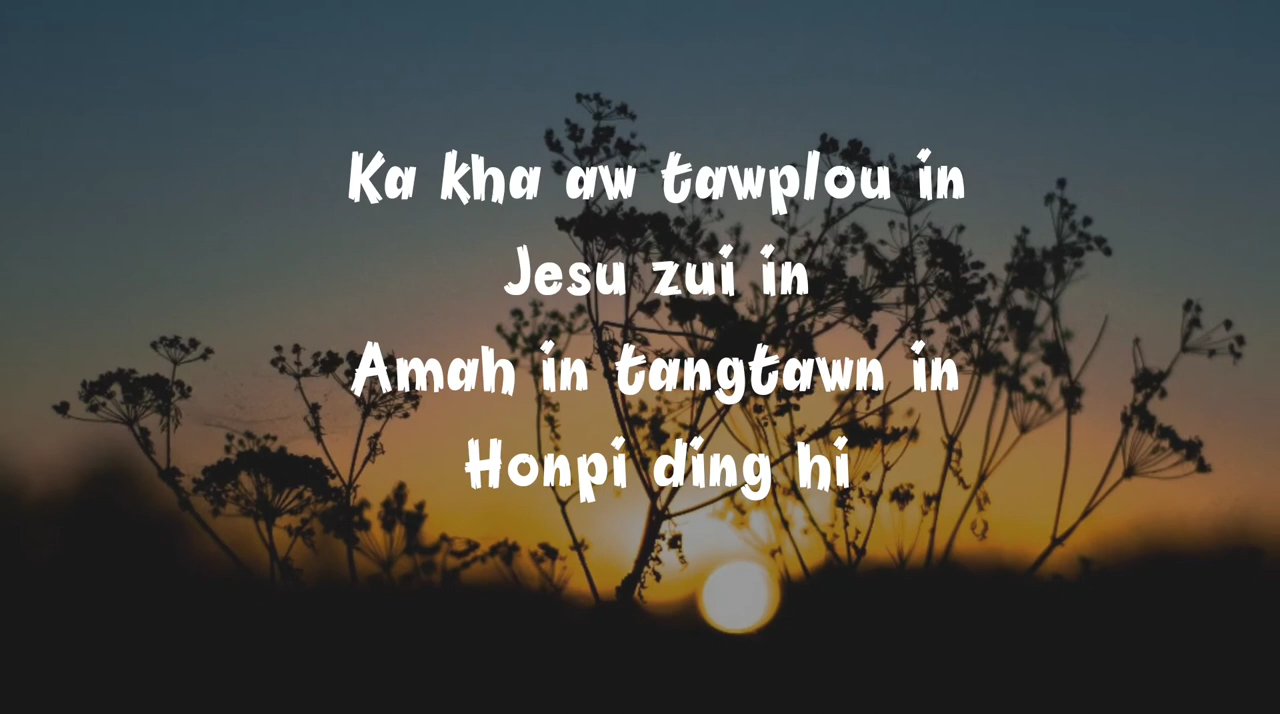 Ka kha aw tawplou in
Jesu zui in
Amah in tangtawn in
Honpi ding hi